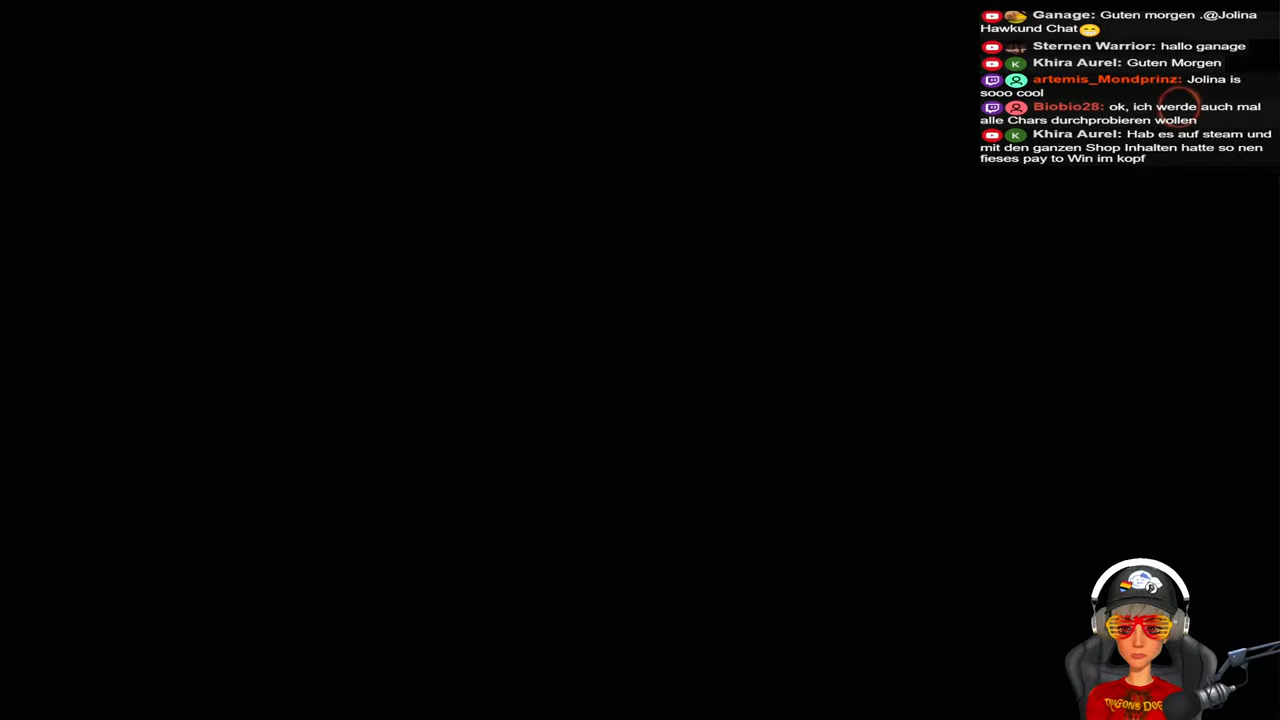 Ganage: Guten morgen .@Jolina
Hawkund Chat
Sternen Warrior: hallo ganage
Khira Aurel: Guten Morgen
artemis_Mondprinz: Jolina is
sooo cool
Biobio28: ok, ich werde auch mal
alle Chars durchprobieren wollen
Khira Aurel: Hab es auf steam und
mit den ganzen Shop Inhalten hatte so nen
fieses pay to Win im kopf
K
K
DRAGONS DOG